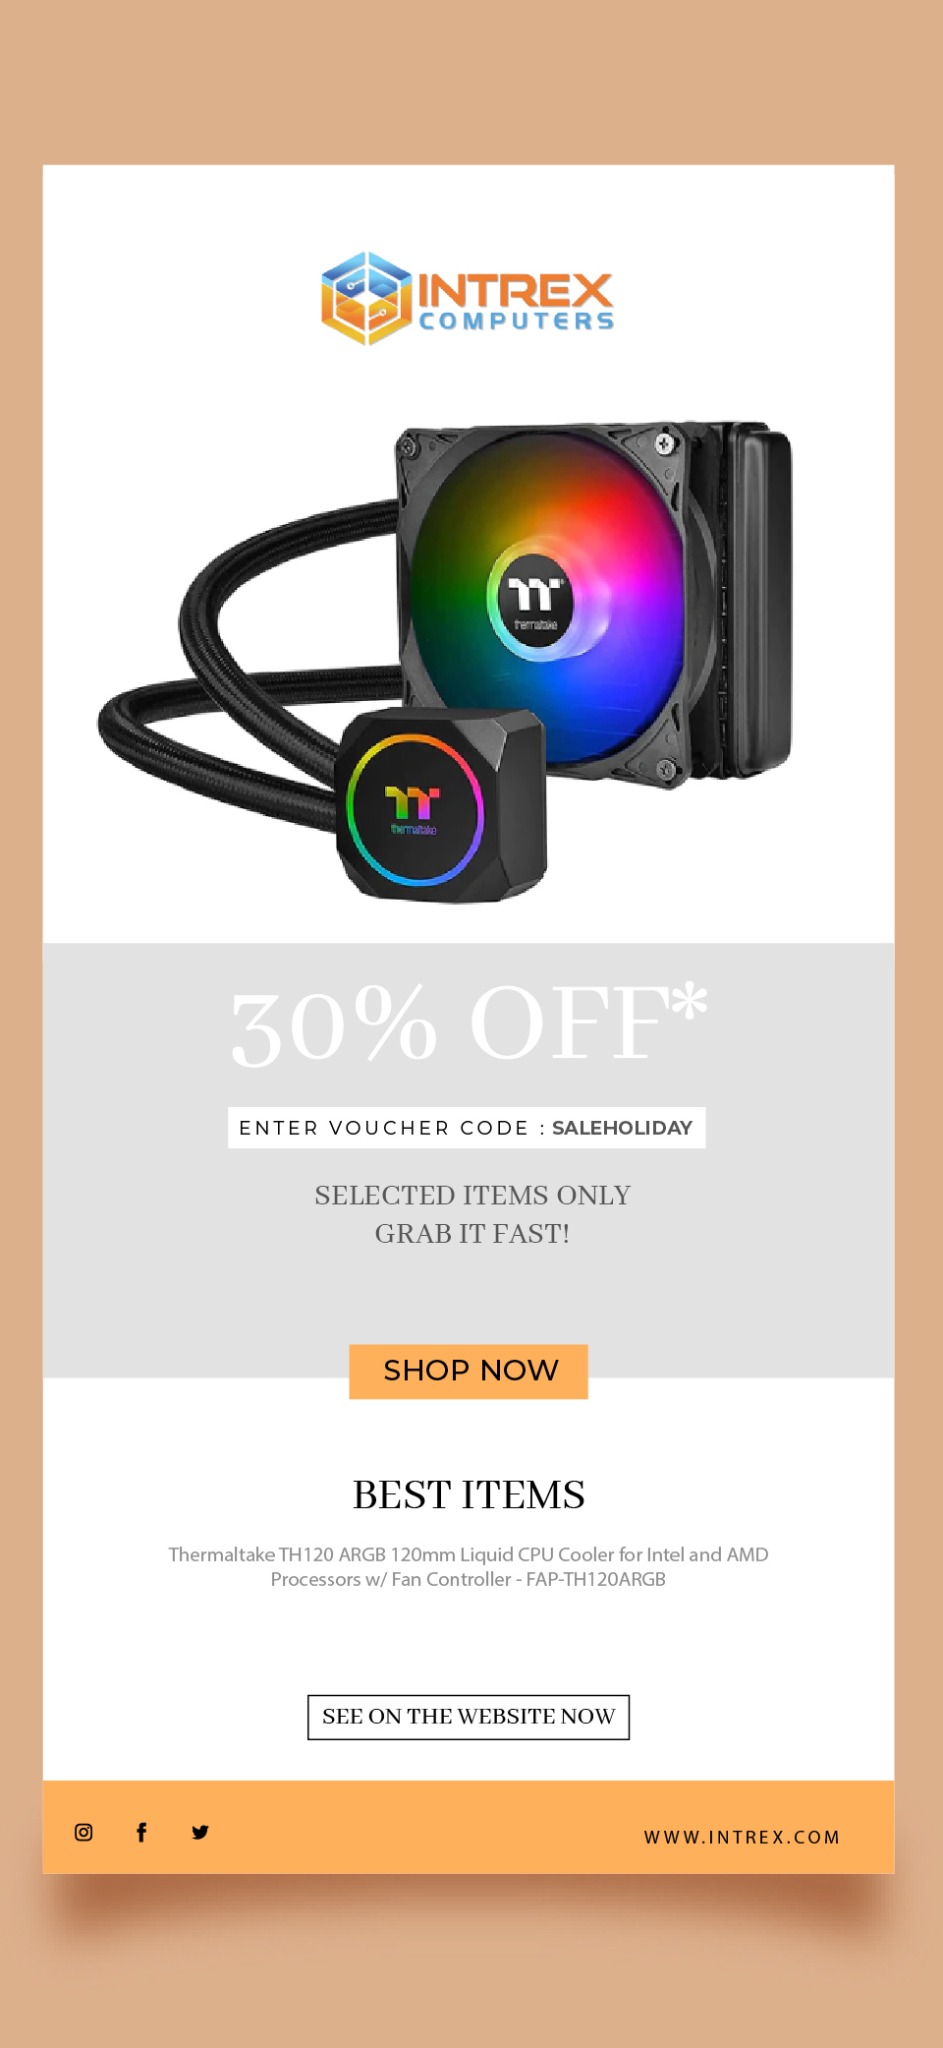 INTREX
COMPUTERS
thermaltake
thermaltake
30% OFF*
ENTER VOUCHER CODE : SALEHOLIDAY
SELECTED ITEMS ONLY
GRAB IT FAST!
SHOP NOW
BEST ITEMS
Thermaltake TH120 ARGB 120mm Liquid CPU Cooler for Intel and AMD
Processors w/ Fan Controller - FAP-TH120ARGB
SEE ON THE WEBSITE NOW
WWW.INTREX.COM